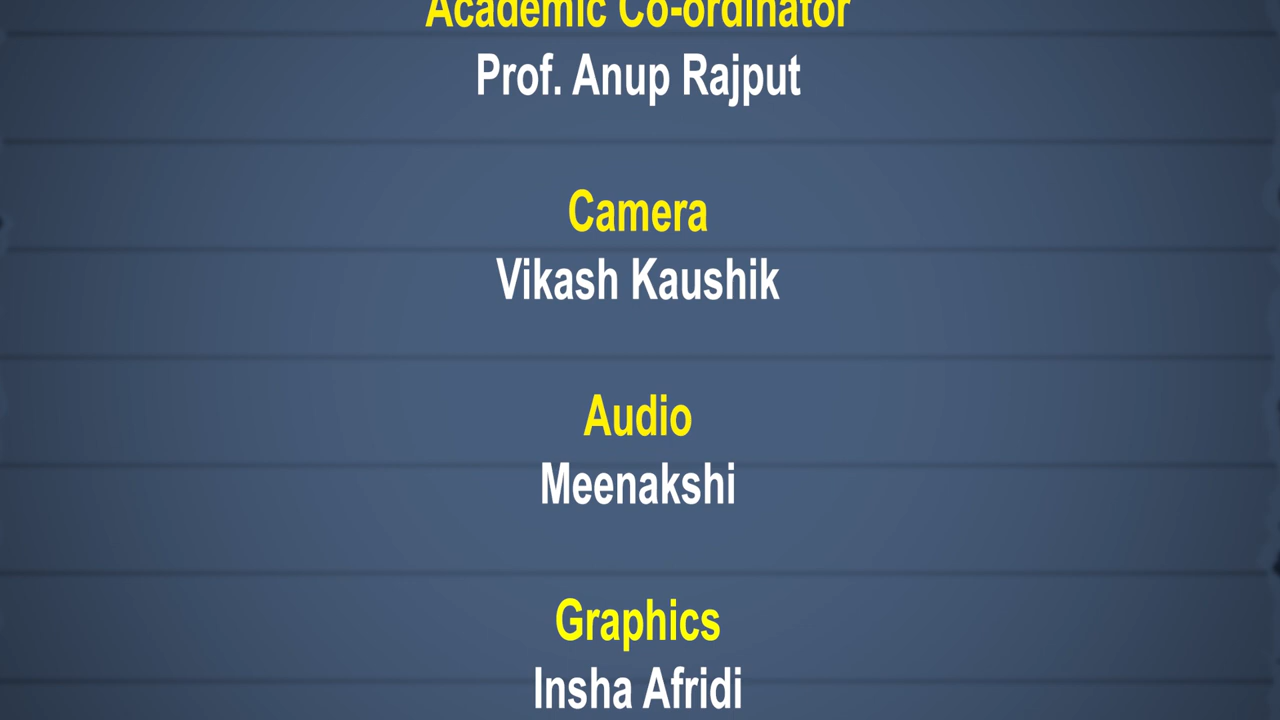 Academic Co-ordinator
Prof. Anup Rajput
Camera
Vikash Kaushik
Audio
Meenakshi
Graphics
Insha Afridi